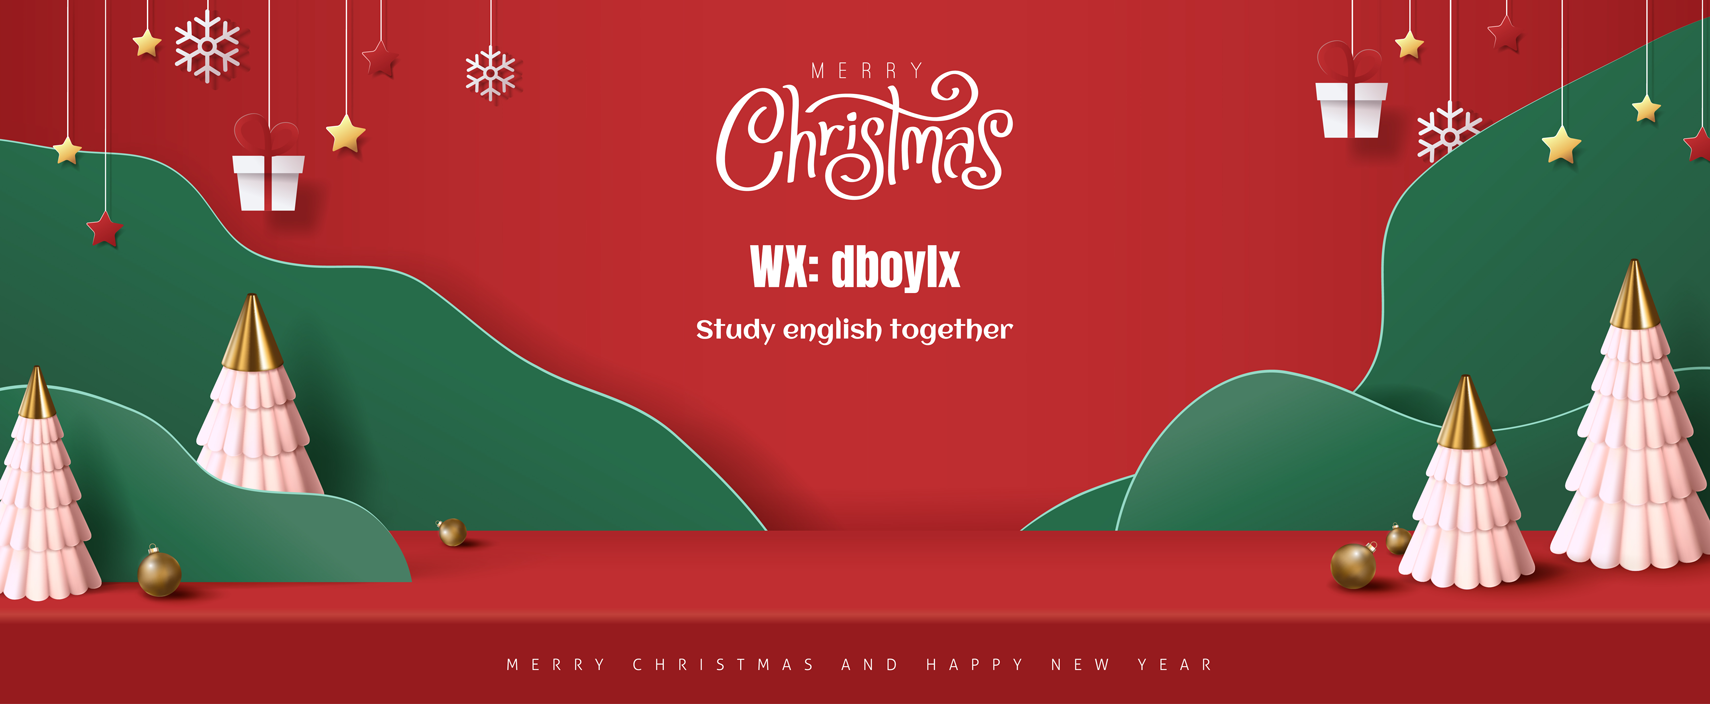 MERRY
Christmas
WX: dboylx
Study english together
MERRY CHRISTMAS AND HAPPY NEW YEAR